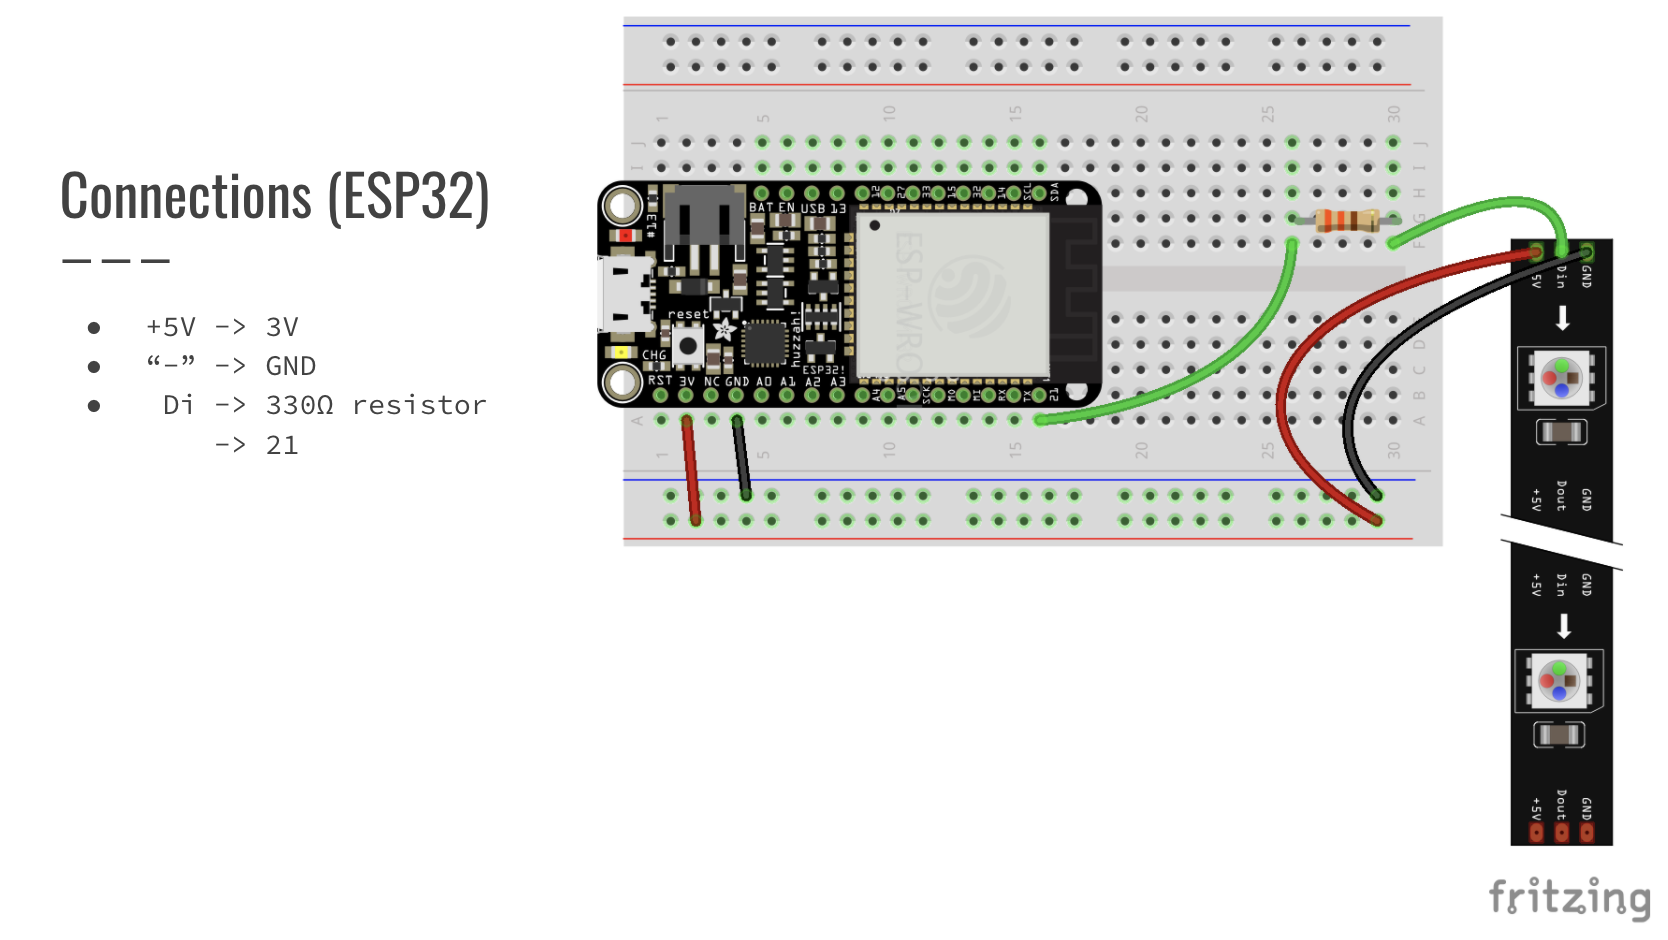 Connections (ESP32)
● +5V -> 3V
● “-” -> GND
● Di -> 330Ω resistor
-> 21
1 5 10 15 20 25 30
J J
I I
H
G
F
BAT EN USB 13
12 27 33 15 32 14 SCL SDA
#13
ESP-WROO
reset
huzzah!
ESP32!
CHG
RST 3V NC GND A0 A1 A2 A3
A4 A5 SCK MO MI RX TX 21
D
C
B
A A
1 5 10 15 20 25 30
5V Din GND
+5V Dout GND
+5V Din GND
+5V Dout GND
fritzing